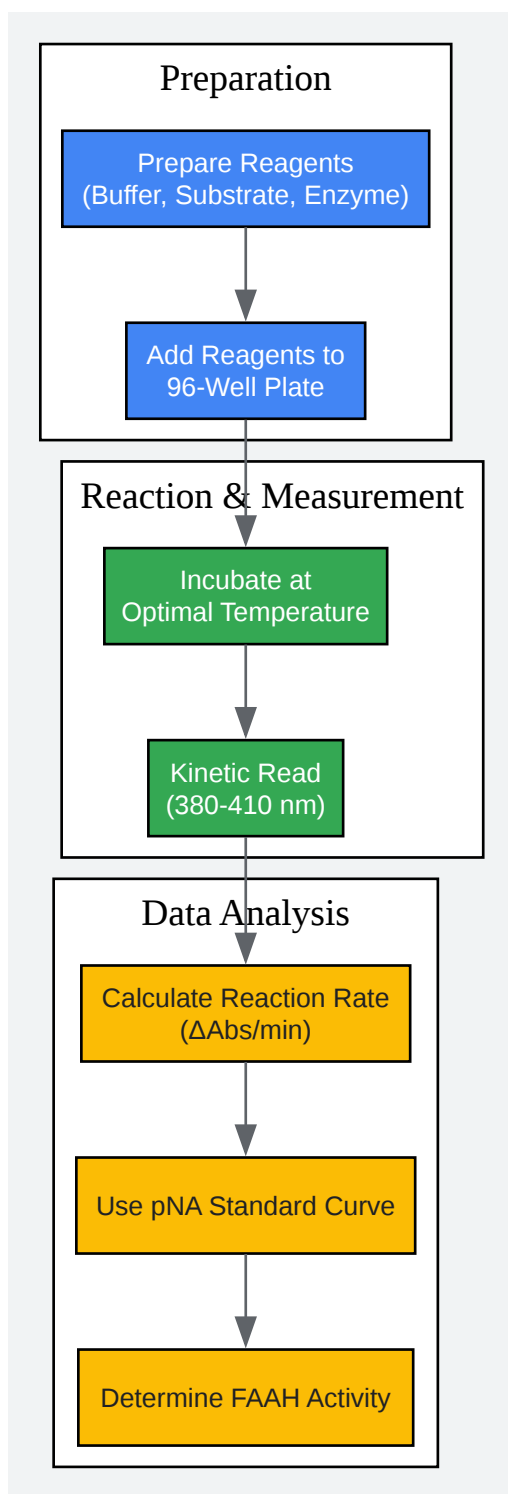 Preparation
Prepare Reagents
(Buffer, Substrate, Enzyme)
Add Reagents to
96-Well Plate
Reaction & Measurement
Incubate at
Optimal Temperature
Kinetic Read
(380-410 nm)
Data Analysis
Calculate Reaction Rate
(ΔAbs/min)
Use pNA Standard Curve
Determine FAAH Activity